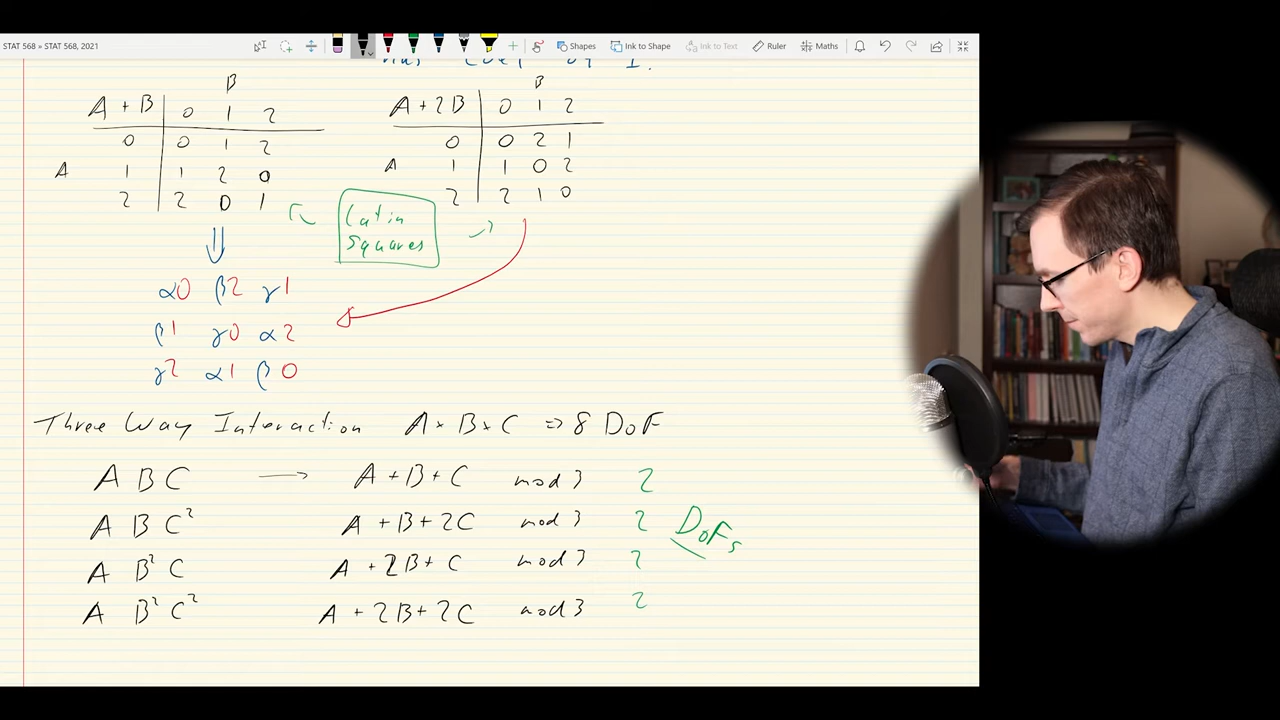 STAT 568 » STAT 568, 2021
Shapes
Ink to Shape
Ink to Text
Ruler
Maths
has level of 1.
B
A + B 0 1 2
0 0 1 2
A 1 1 2 0
2 2 0 1
B
A + 2B 0 1 2
0 0 2 1
A 1 1 0 2
2 2 1 0
Latin
Squares
α0 β2 γ1
β1 γ0 α2
γ2 α1 β0
Three Way Interaction A × B × C ⇒ 8 DoF
A B C → A + B + C mod 3 2
A B C² A + B + 2C mod 3 2
DoFs
A B² C A + 2B + C mod 3 2
A B² C² A + 2B + 2C mod 3 2